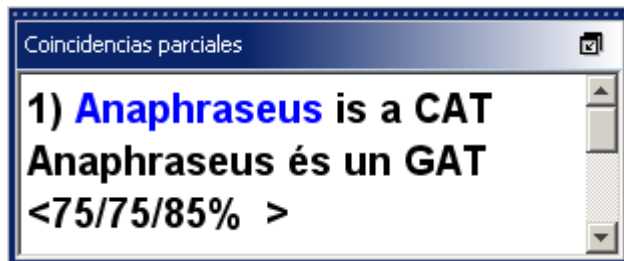 Coincidencias parciales
1) Anaphraseus is a CAT
Anaphraseus és un GAT
<75/75/85%  >